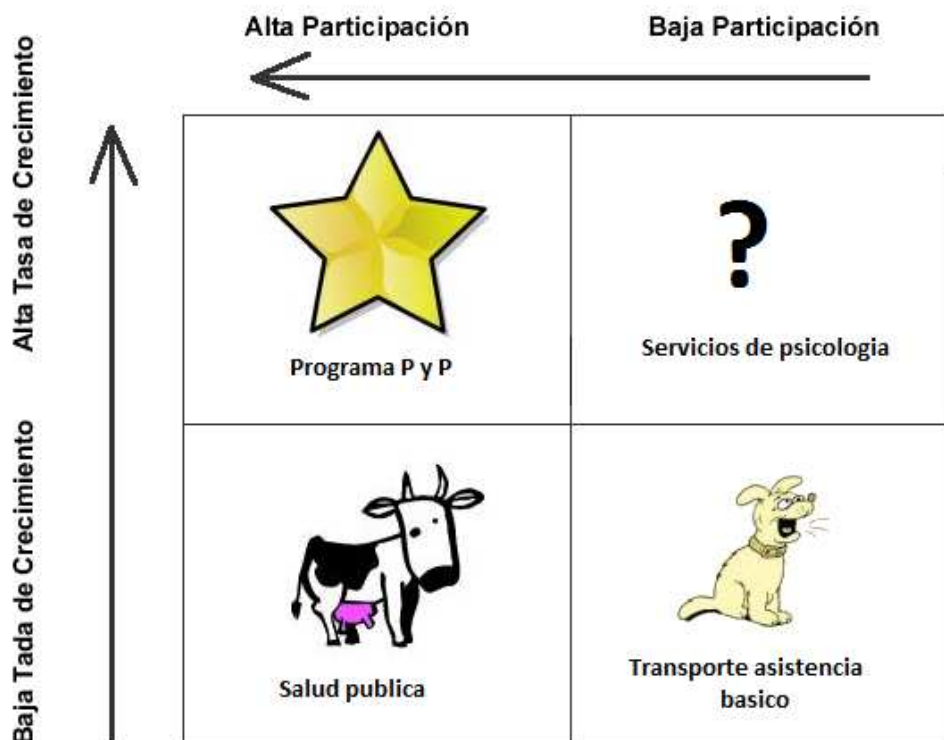 Alta Participación
Baja Participación
Alta Tasa de Crecimiento
?
Programa P y P
Servicios de psicologia
Baja Tada de Crecimiento
Salud publica
Transporte asistencia
basico